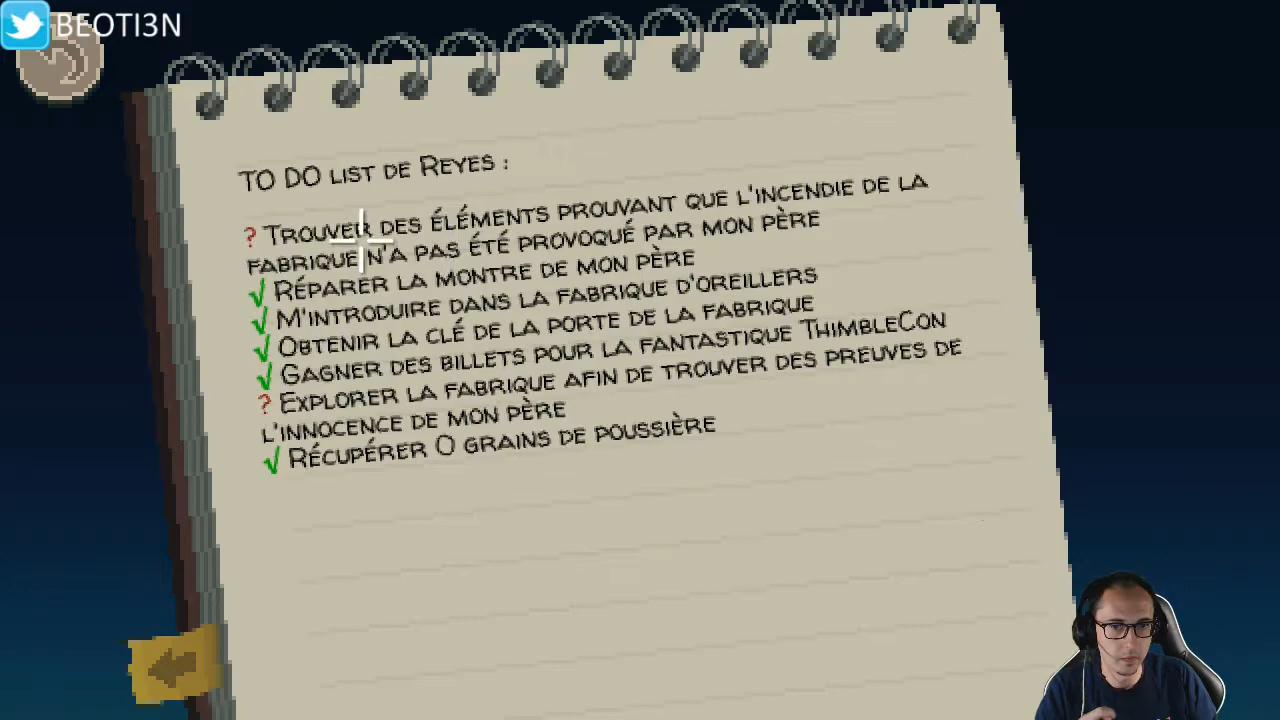 BEOTI3N
TO DO list de Reyes :
? Trouver des éléments prouvant que l'incendie de la
fabrique n'a pas été provoqué par mon père
√ Réparer la montre de mon père
√ M'introduire dans la fabrique d'oreillers
√ Obtenir la clé de la porte de la fabrique
√ Gagner des billets pour la fantastique ThimbleCon
? Explorer la fabrique afin de trouver des preuves de
l'innocence de mon père
√ Récupérer 0 grains de poussière